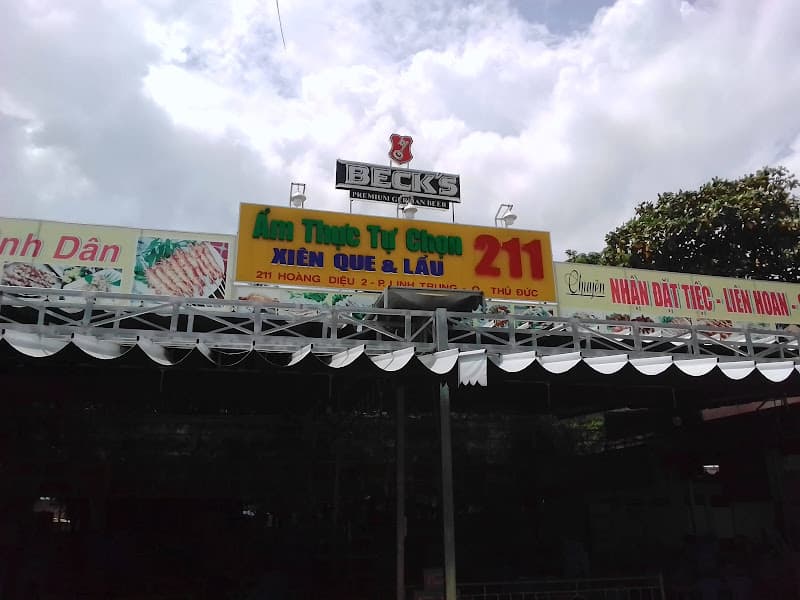 BECK'S
PREMIUM GERMAN BEER
Ẩm Thực Tự Chọn
XIÊN QUE & LẨU
211
211 HOÀNG DIỆU 2 - P. LINH TRUNG - Q. THỦ ĐỨC
nh Dân
Chuyên
NHẬN ĐẶT TIỆC - LIÊN HOAN -